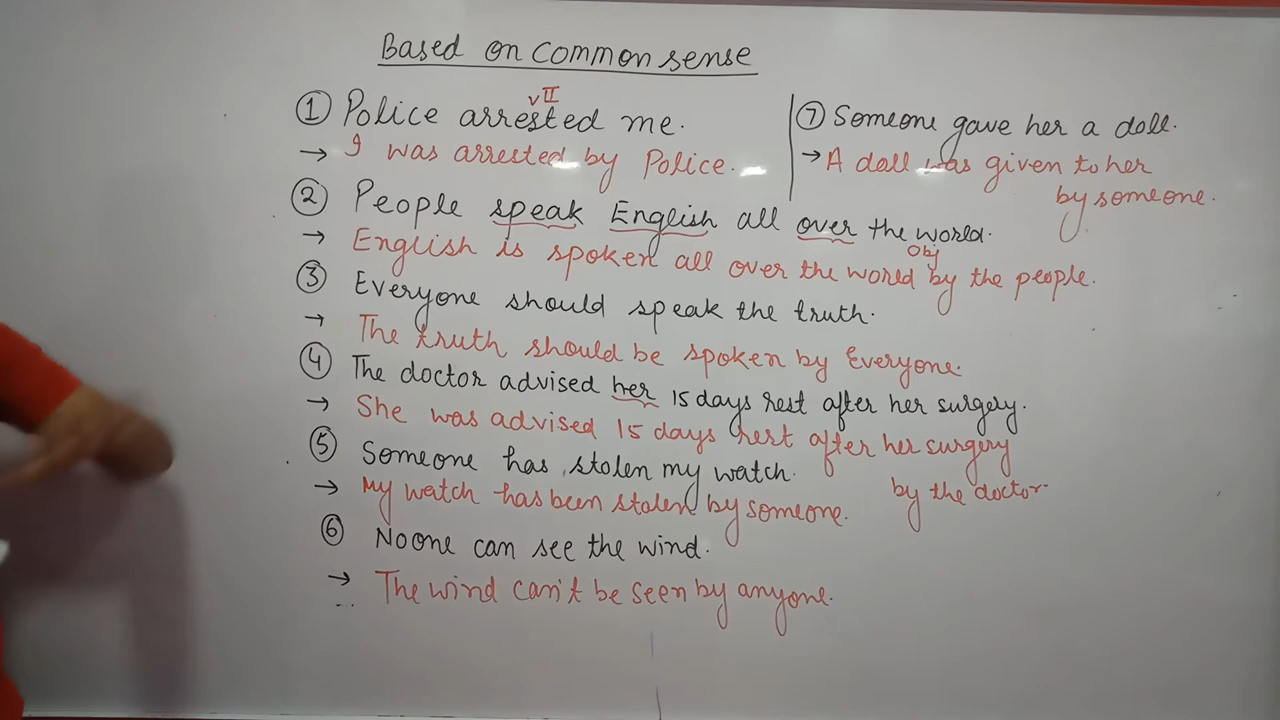 Based on Common sense
① Police arrested me.
V II
→ I was arrested by Police.
② People speak English all over the world.
→ English is spoken all over the world by the people.
Obj
③ Everyone should speak the truth.
→ The truth should be spoken by Everyone.
④ The doctor advised her 15 days rest after her surgery.
→ She was advised 15 days rest after her surgery
by the doctor.
⑤ Someone has stolen my watch.
→ My watch has been stolen by someone.
⑥ No one can see the wind.
→ The wind can't be seen by anyone.
⑦ Someone gave her a doll.
→ A doll was given to her
by someone.